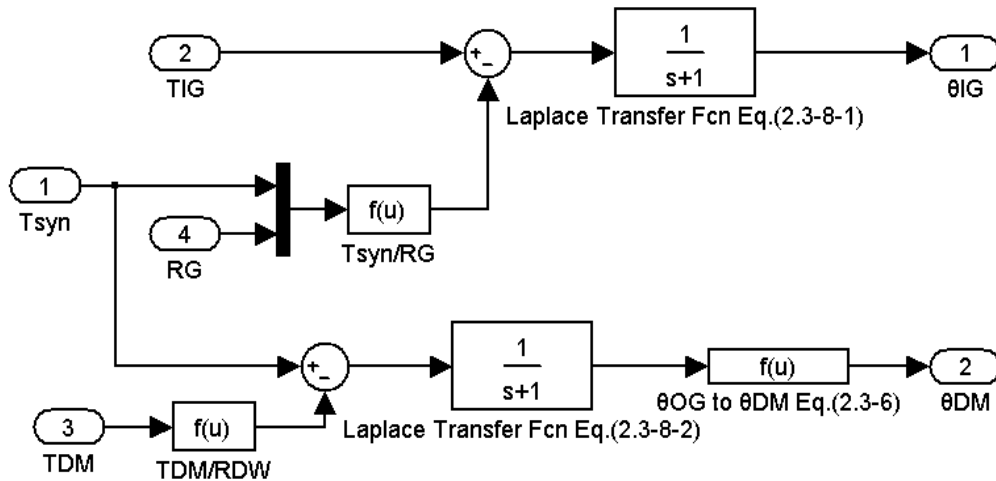 2
TIG
+
-
1
s+1
Laplace Transfer Fcn Eq.(2.3-8-1)
1
θIG
1
Tsyn
4
RG
f(u)
Tsyn/RG
+
-
1
s+1
Laplace Transfer Fcn Eq.(2.3-8-2)
f(u)
θOG to θDM Eq.(2.3-6)
2
θDM
3
TDM
f(u)
TDM/RDW